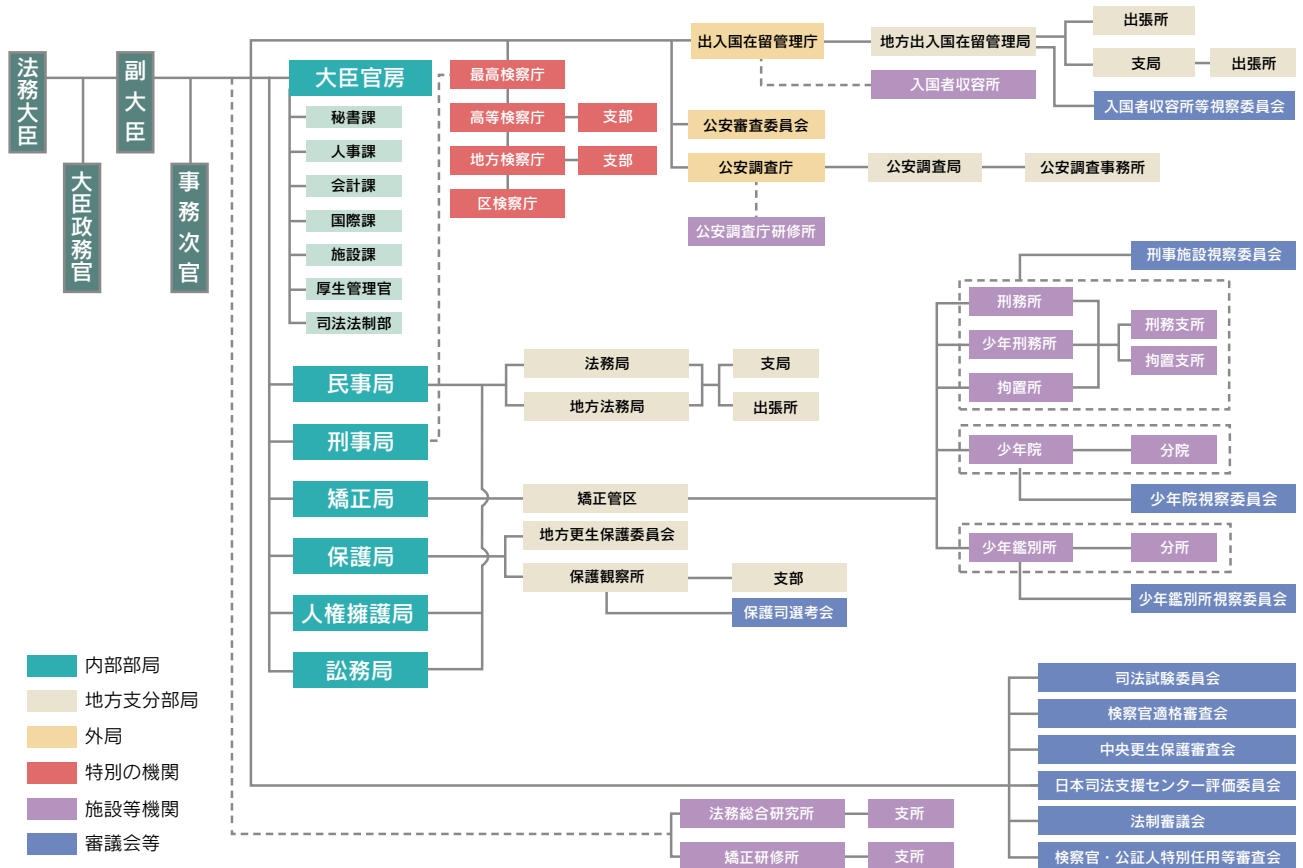 法務大臣
大臣政務官
副大臣
事務次官
大臣官房
秘書課
人事課
会計課
国際課
施設課
厚生管理官
司法法制部
民事局
刑事局
矯正局
保護局
人権擁護局
訟務局
最高検察庁
高等検察庁
支部
地方検察庁
支部
区検察庁
出入国在留管理庁
地方出入国在留管理局
出張所
支局
出張所
入国者収容所
入国者収容所等視察委員会
公安審査委員会
公安調査庁
公安調査局
公安調査事務所
公安調査庁研修所
法務局
地方法務局
支局
出張所
矯正管区
地方更生保護委員会
保護観察所
支部
保護司選考会
刑事施設視察委員会
刑務所
少年刑務所
拘置所
刑務支所
拘置支所
少年院
分院
少年院視察委員会
少年鑑別所
分所
少年鑑別所視察委員会
司法試験委員会
検察官適格審査会
中央更生保護審査会
日本司法支援センター評価委員会
法制審議会
検察官・公証人特別任用等審査会
法務総合研究所
支所
矯正研修所
支所
内部部局
地方支分部局
外局
特別の機関
施設等機関
審議会等